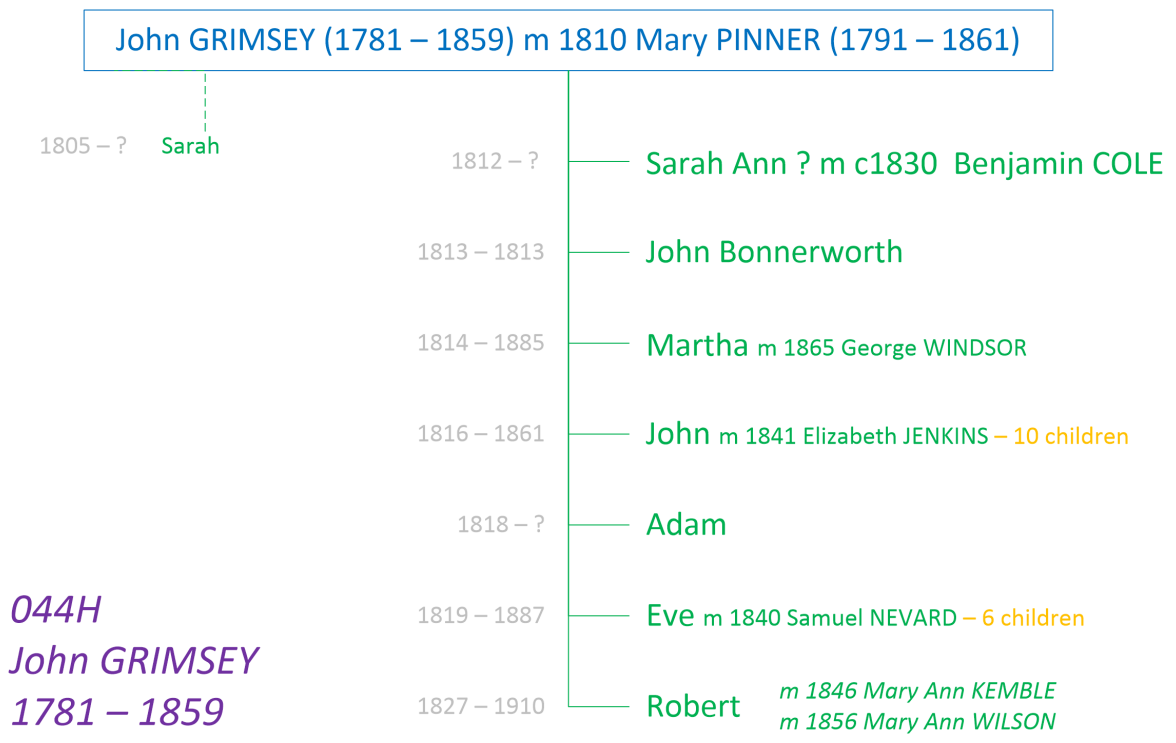 John GRIMSEY (1781 – 1859) m 1810 Mary PINNER (1791 – 1861)
1805 – ? Sarah
1812 – ? Sarah Ann ? m c1830 Benjamin COLE
1813 – 1813 John Bonnerworth
1814 – 1885 Martha m 1865 George WINDSOR
1816 – 1861 John m 1841 Elizabeth JENKINS – 10 children
1818 – ? Adam
1819 – 1887 Eve m 1840 Samuel NEVARD – 6 children
1827 – 1910 Robert m 1846 Mary Ann KEMBLE
m 1856 Mary Ann WILSON
044H
John GRIMSEY
1781 – 1859